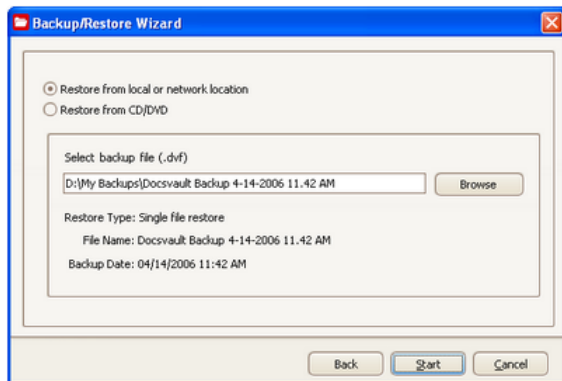 Backup/Restore Wizard
Restore from local or network location
Restore from CD/DVD
Select backup file (.dvf)
D:\My Backups\Docsvault Backup 4-14-2006 11.42 AM
Browse
Restore Type: Single file restore
File Name: Docsvault Backup 4-14-2006 11.42 AM
Backup Date: 04/14/2006 11:42 AM
Back
Start
Cancel